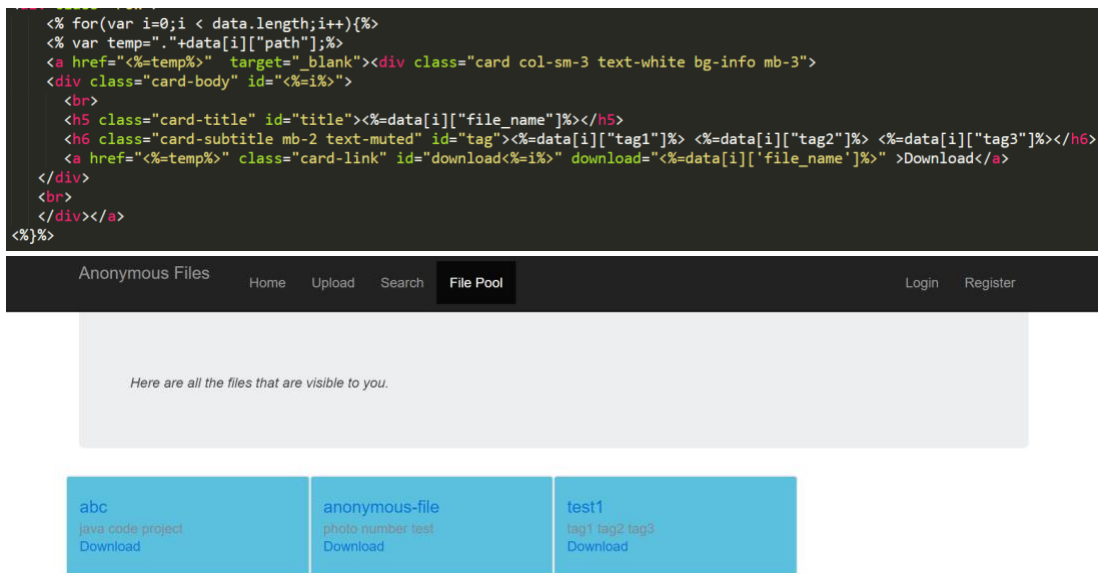 <% for(var i=0;i < data.length;i++){%>
<% var temp="."+data[i]["path"];%>
<a href="<%=temp%>"  target="_blank"><div class="card col-sm-3 text-white bg-info mb-3">
<div class="card-body" id="<%=i%>">
<br>
<h5 class="card-title" id="title"><%=data[i]["file_name"]%></h5>
<h6 class="card-subtitle mb-2 text-muted" id="tag"><%=data[i]["tag1"]%> <%=data[i]["tag2"]%> <%=data[i]["tag3"]%></h6>
<a href="<%=temp%>" class="card-link" id="download<%=i%>" download="<%=data[i]['file_name']%>" >Download</a>
</div>
<br>
</div></a>
<%}%>
Anonymous Files Home Upload Search File Pool Login Register
Here are all the files that are visible to you.
abc anonymous-file test1
java code project photo number test tag1 tag2 tag3
Download Download Download